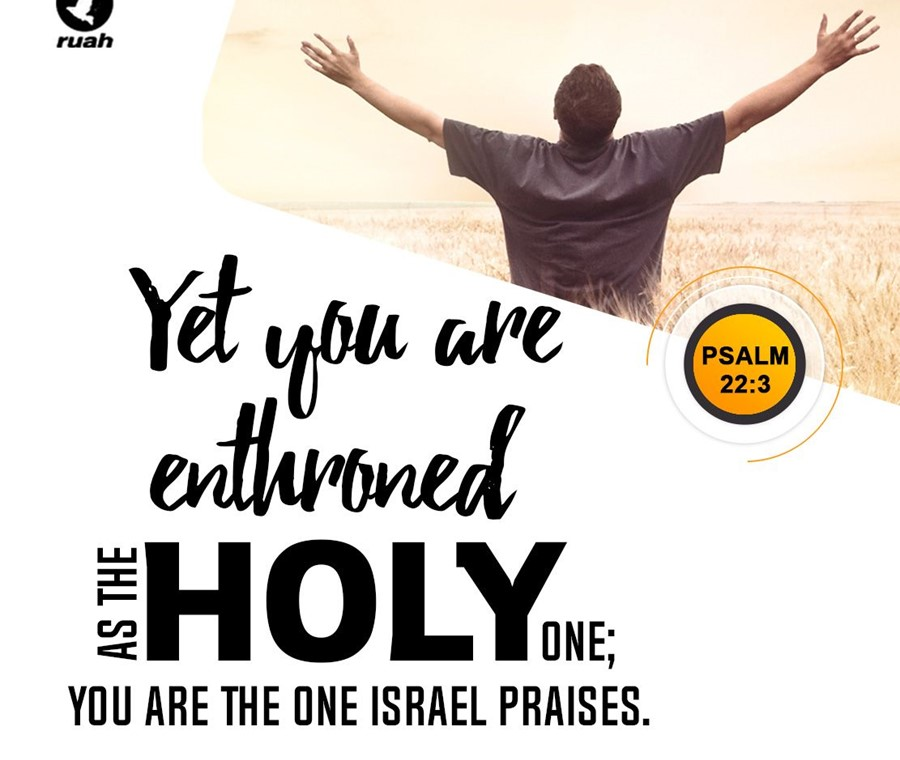 ruah
Yet you are
enthroned
AS THE HOLY ONE;
YOU ARE THE ONE ISRAEL PRAISES.
PSALM
22:3